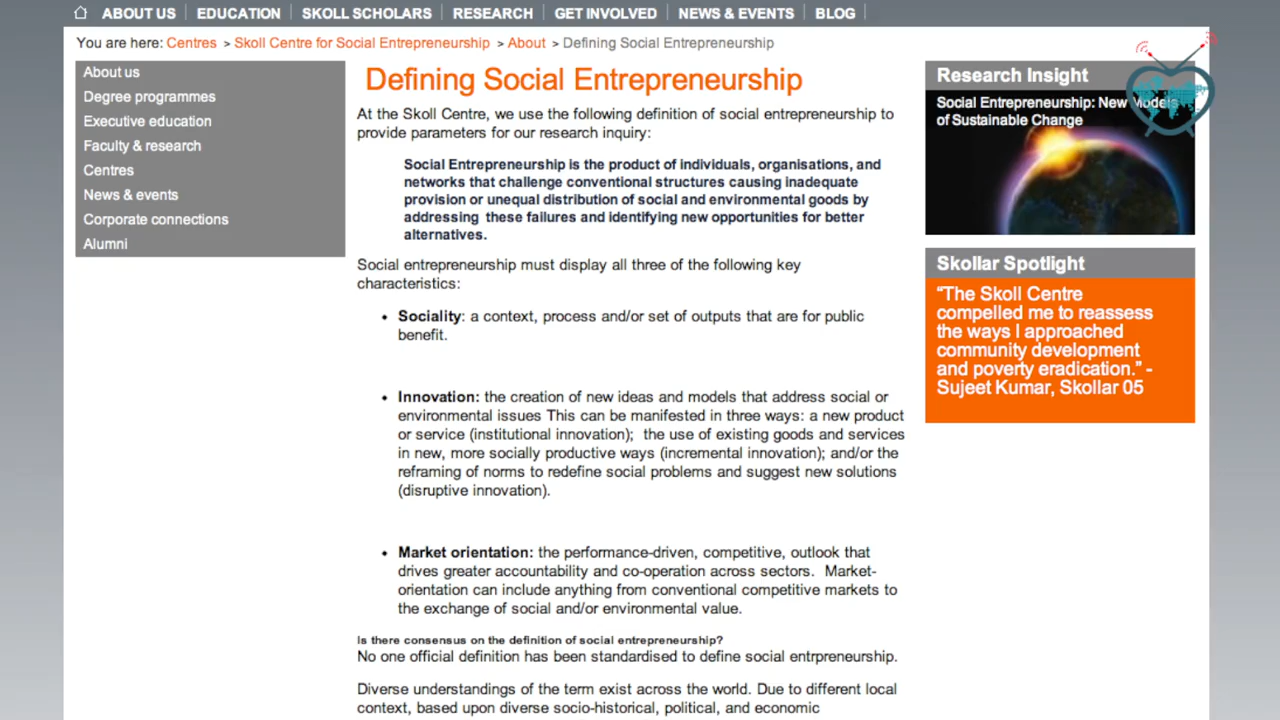 ABOUT US EDUCATION SKOLL SCHOLARS RESEARCH GET INVOLVED NEWS & EVENTS BLOG
You are here: Centres > Skoll Centre for Social Entrepreneurship > About > Defining Social Entrepreneurship
About us
Degree programmes
Executive education
Faculty & research
Centres
News & events
Corporate connections
Alumni
Defining Social Entrepreneurship
At the Skoll Centre, we use the following definition of social entrepreneurship to
provide parameters for our research inquiry:
Social Entrepreneurship is the product of individuals, organisations, and
networks that challenge conventional structures causing inadequate
provision or unequal distribution of social and environmental goods by
addressing these failures and identifying new opportunities for better
alternatives.
Social entrepreneurship must display all three of the following key
characteristics:
• Sociality: a context, process and/or set of outputs that are for public
benefit.
• Innovation: the creation of new ideas and models that address social or
environmental issues This can be manifested in three ways: a new product
or service (institutional innovation); the use of existing goods and services
in new, more socially productive ways (incremental innovation); and/or the
reframing of norms to redefine social problems and suggest new solutions
(disruptive innovation).
• Market orientation: the performance-driven, competitive, outlook that
drives greater accountability and co-operation across sectors. Market-
orientation can include anything from conventional competitive markets to
the exchange of social and/or environmental value.
Is there consensus on the definition of social entrepreneurship?
No one official definition has been standardised to define social entrpreneurship.
Diverse understandings of the term exist across the world. Due to different local
context, based upon diverse socio-historical, political, and economic
Research Insight
Social Entrepreneurship: New Models
of Sustainable Change
Skollar Spotlight
“The Skoll Centre
compelled me to reassess
the ways I approached
community development
and poverty eradication.” -
Sujeet Kumar, Skollar 05